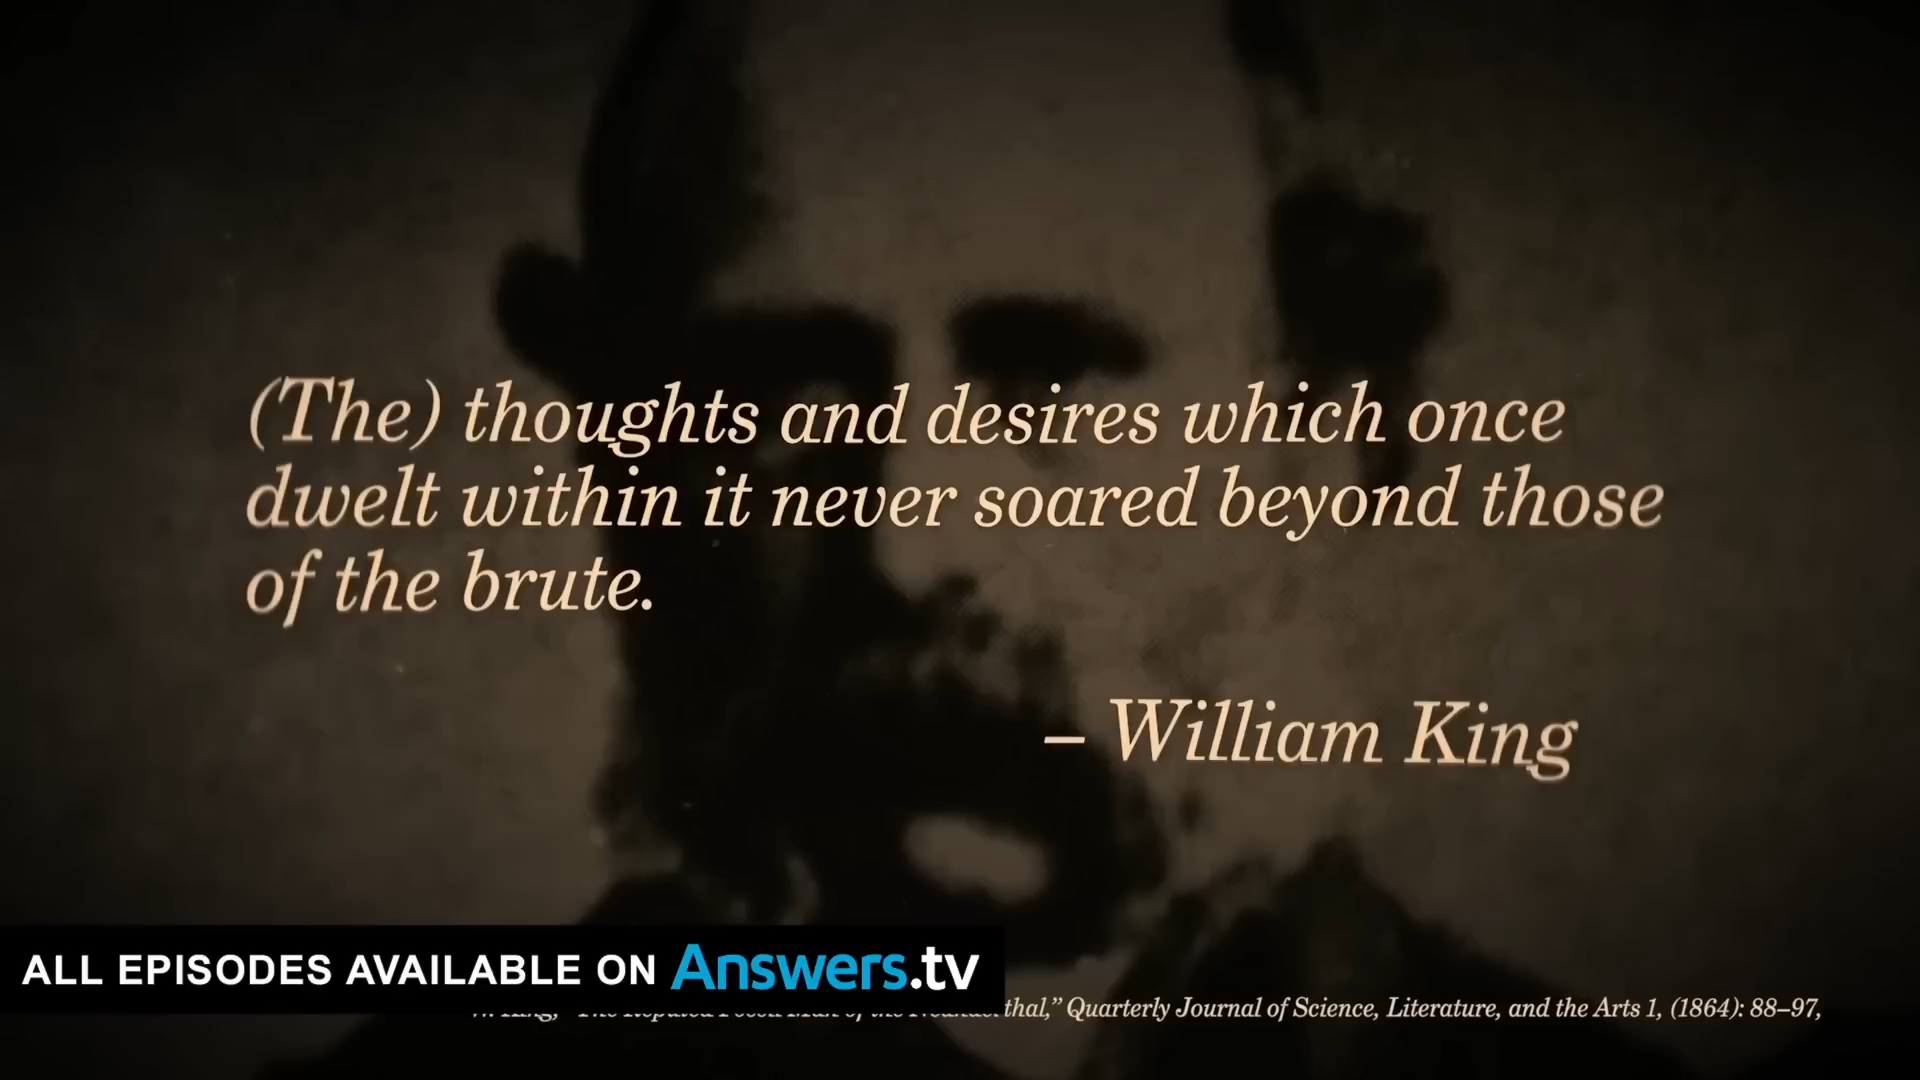 (The) thoughts and desires which once
dwelt within it never soared beyond those
of the brute.
– William King
ALL EPISODES AVAILABLE ON Answers.tv
thal,” Quarterly Journal of Science, Literature, and the Arts 1, (1864): 88–97,